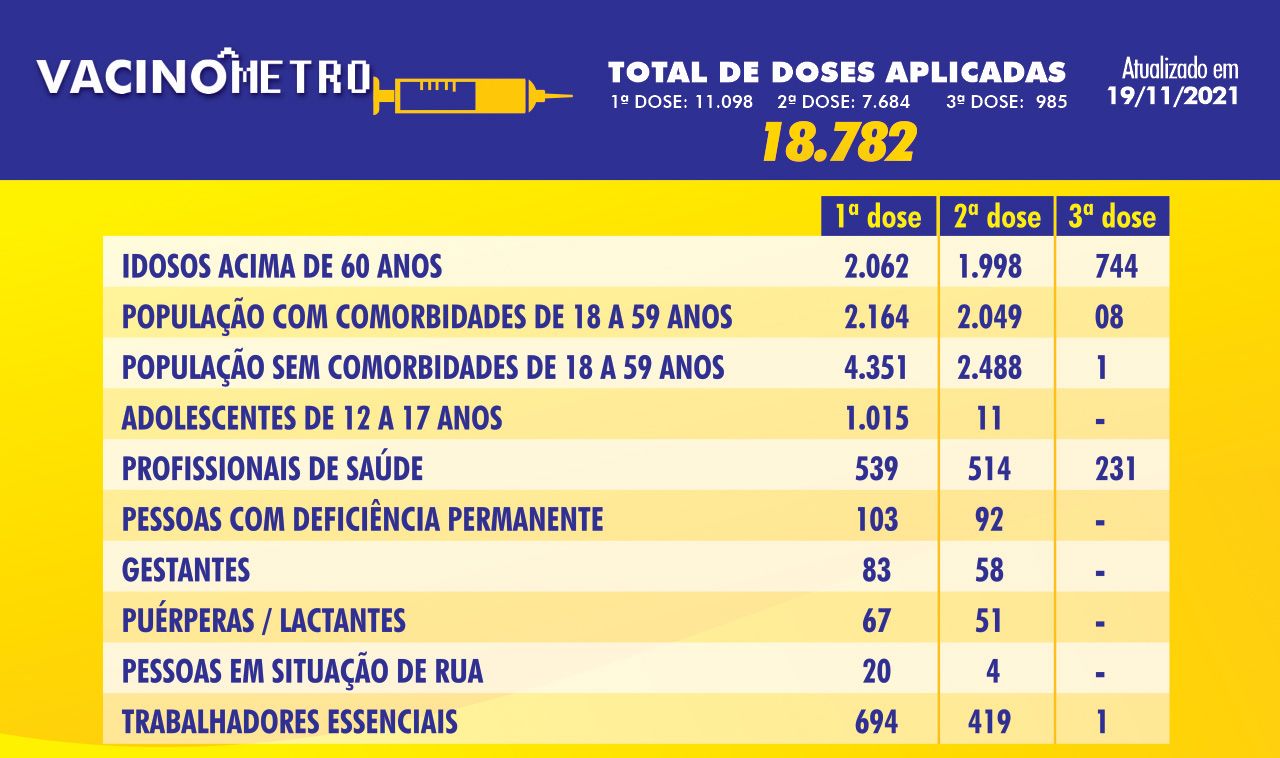 VACINÔMETRO
TOTAL DE DOSES APLICADAS
1º DOSE: 11.098 2º DOSE: 7.684 3º DOSE: 985
18.782
Atualizado em
19/11/2021
1ª dose 2ª dose 3ª dose
IDOSOS ACIMA DE 60 ANOS 2.062 1.998 744
POPULAÇÃO COM COMORBIDADES DE 18 A 59 ANOS 2.164 2.049 08
POPULAÇÃO SEM COMORBIDADES DE 18 A 59 ANOS 4.351 2.488 1
ADOLESCENTES DE 12 A 17 ANOS 1.015 11 -
PROFISSIONAIS DE SAÚDE 539 514 231
PESSOAS COM DEFICIÊNCIA PERMANENTE 103 92 -
GESTANTES 83 58 -
PUÉRPERAS / LACTANTES 67 51 -
PESSOAS EM SITUAÇÃO DE RUA 20 4 -
TRABALHADORES ESSENCIAIS 694 419 1